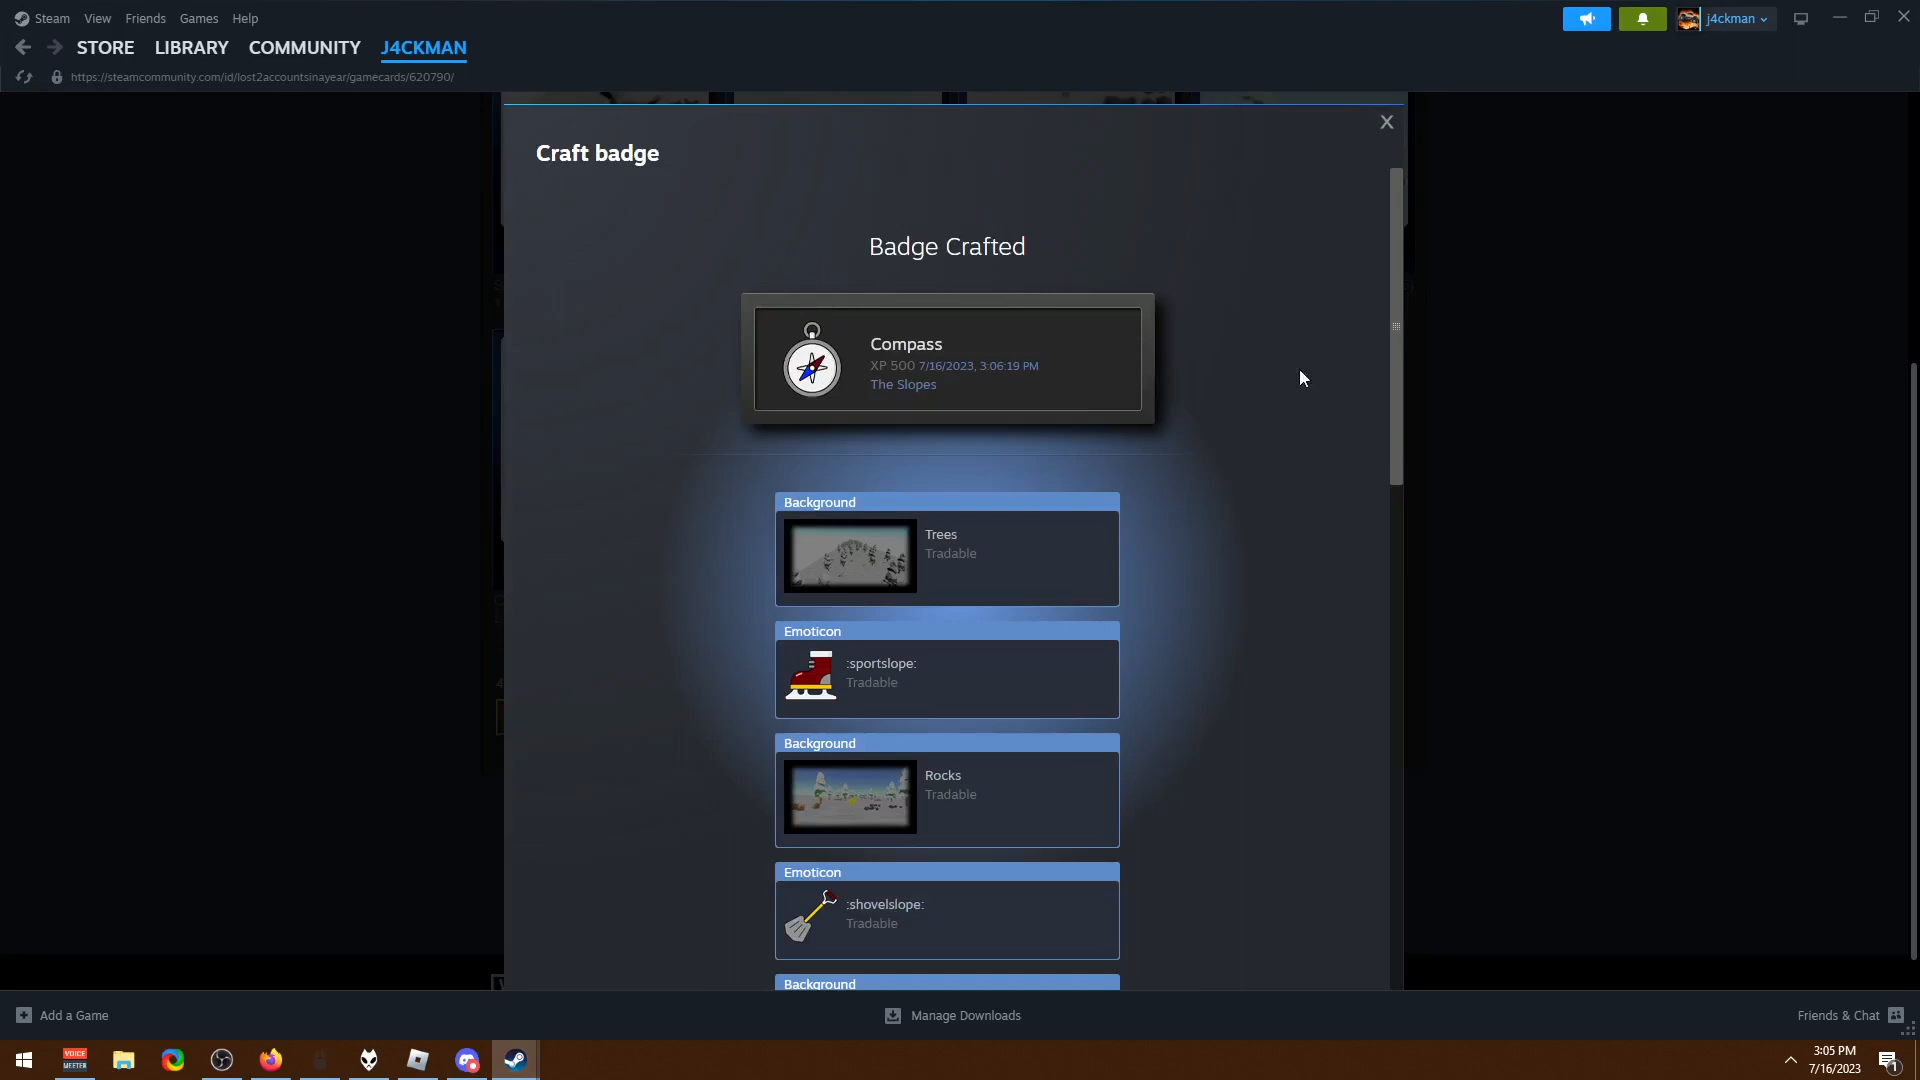 Steam View Friends Games Help
j4ckman
STORE LIBRARY COMMUNITY J4CKMAN
https://steamcommunity.com/id/lost2accountsinayear/gamecards/620790/
X
Craft badge
Badge Crafted
Compass
XP 500 7/16/2023, 3:06:19 PM
The Slopes
Background
Trees
Tradable
Emoticon
:sportslope:
Tradable
Background
Rocks
Tradable
Emoticon
:shovelslope:
Tradable
Background
Add a Game
Manage Downloads
Friends & Chat
VOICE
MEETER
3:05 PM
7/16/2023
1